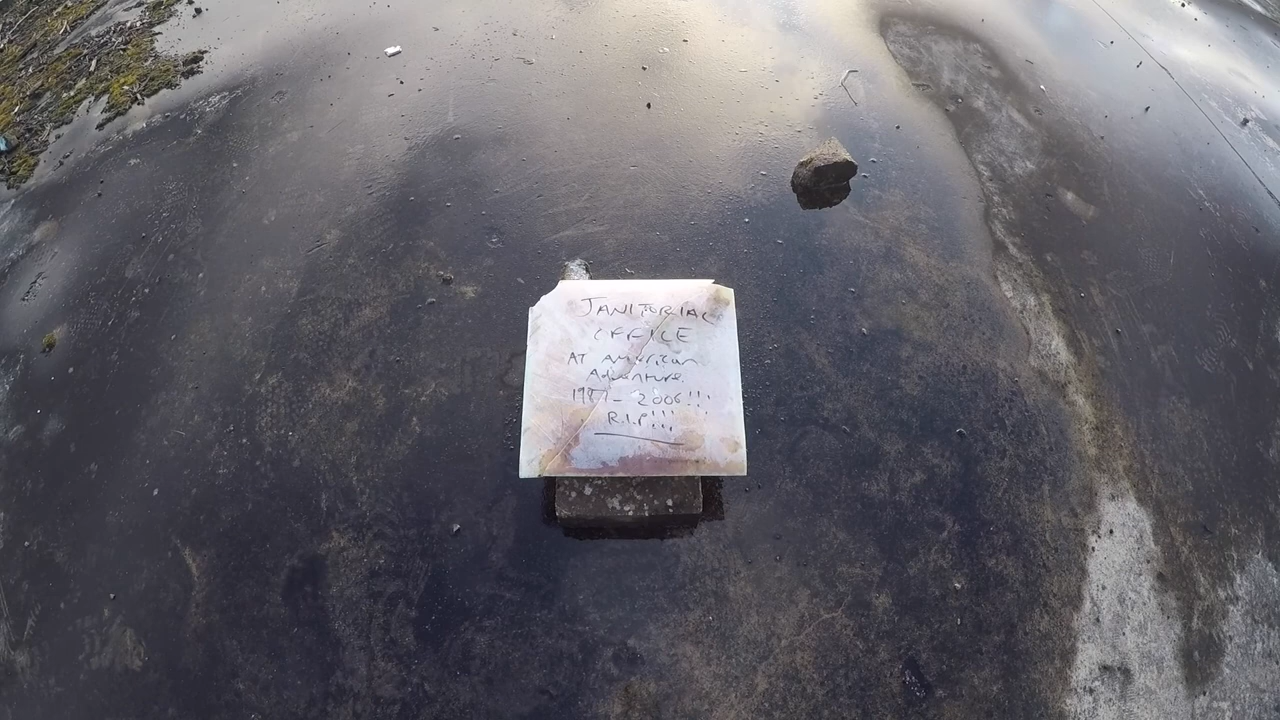 JANITORIAL
OFFICE
AT American
Adventure.
1987- 2006!!!
R.I.P!!!